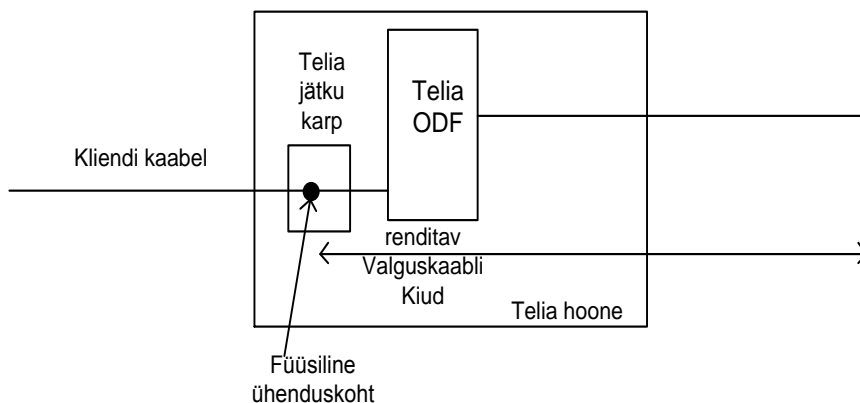 Telia
jätku
karp
Telia
ODF
Kliendi kaabel
renditav
Valguskaabli
Kiud
Telia hoone
Füüsiline
ühenduskoht